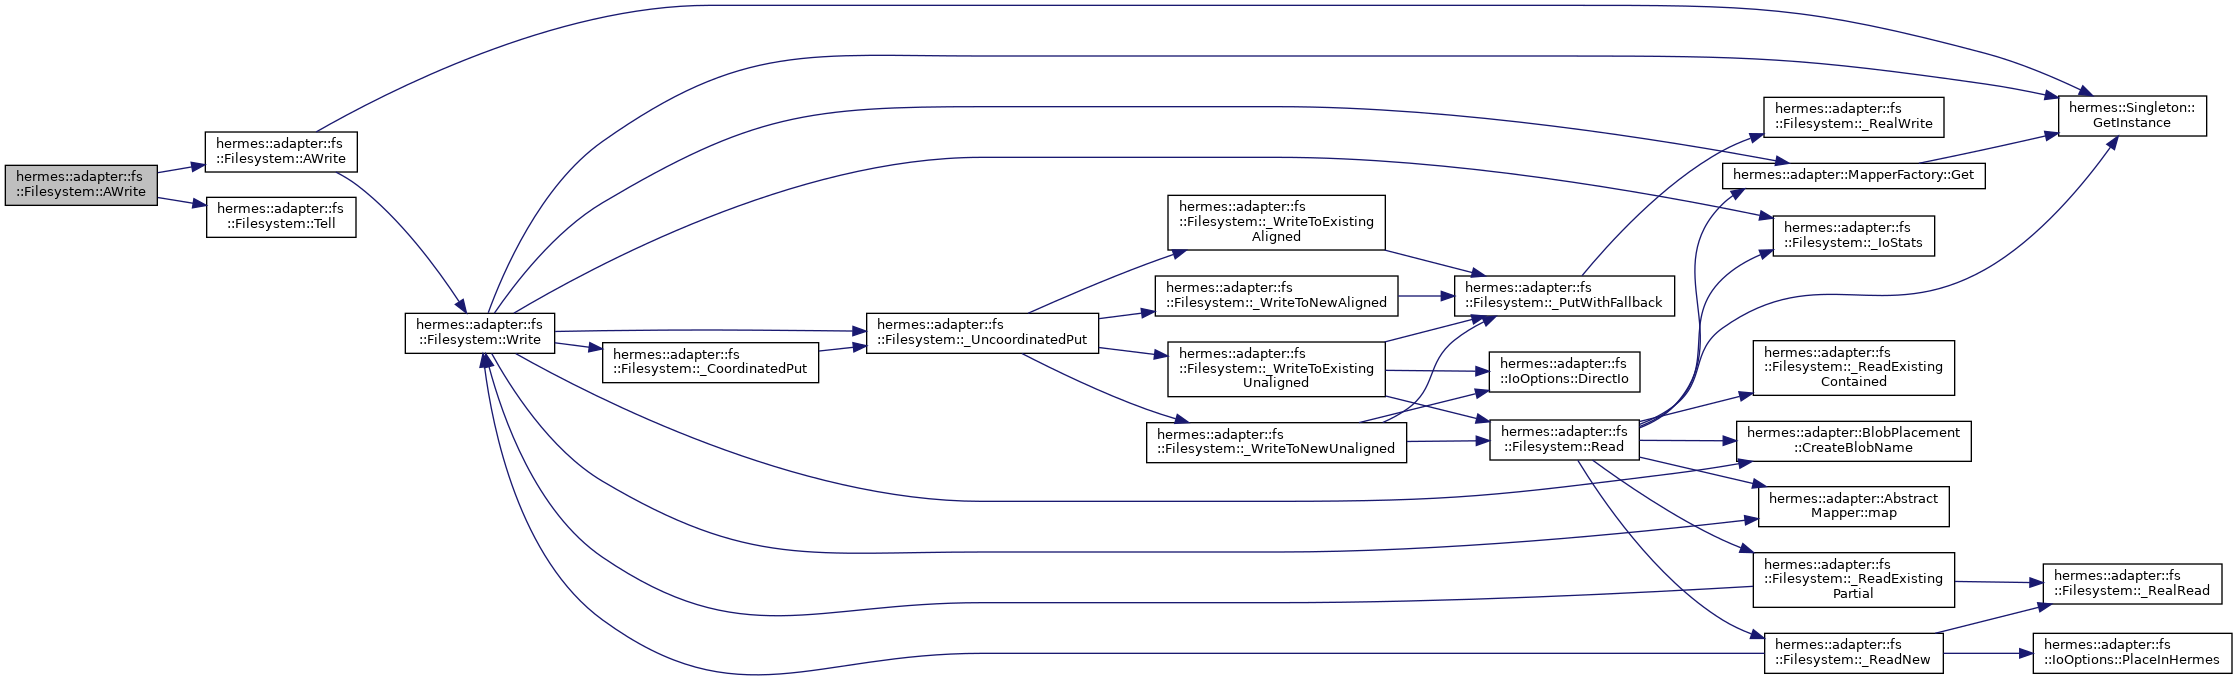 hermes::adapter::fs
::Filesystem::AWrite
hermes::adapter::fs
::Filesystem::AWrite
hermes::adapter::fs
::Filesystem::Tell
hermes::adapter::fs
::Filesystem::Write
hermes::adapter::fs
::Filesystem::_CoordinatedPut
hermes::adapter::fs
::Filesystem::_UncoordinatedPut
hermes::adapter::fs
::Filesystem::_WriteToExisting
Aligned
hermes::adapter::fs
::Filesystem::_WriteToNewAligned
hermes::adapter::fs
::Filesystem::_WriteToExisting
Unaligned
hermes::adapter::fs
::Filesystem::_WriteToNewUnaligned
hermes::adapter::fs
::Filesystem::_PutWithFallback
hermes::adapter::fs
::IoOptions::DirectIo
hermes::adapter::fs
::Filesystem::Read
hermes::adapter::fs
::Filesystem::_RealWrite
hermes::adapter::MapperFactory::Get
hermes::adapter::fs
::Filesystem::_IoStats
hermes::adapter::fs
::Filesystem::_ReadExisting
Contained
hermes::adapter::BlobPlacement
::CreateBlobName
hermes::adapter::Abstract
Mapper::map
hermes::adapter::fs
::Filesystem::_ReadExisting
Partial
hermes::adapter::fs
::Filesystem::_ReadNew
hermes::Singleton::
GetInstance
hermes::adapter::fs
::Filesystem::_RealRead
hermes::adapter::fs
::IoOptions::PlaceInHermes